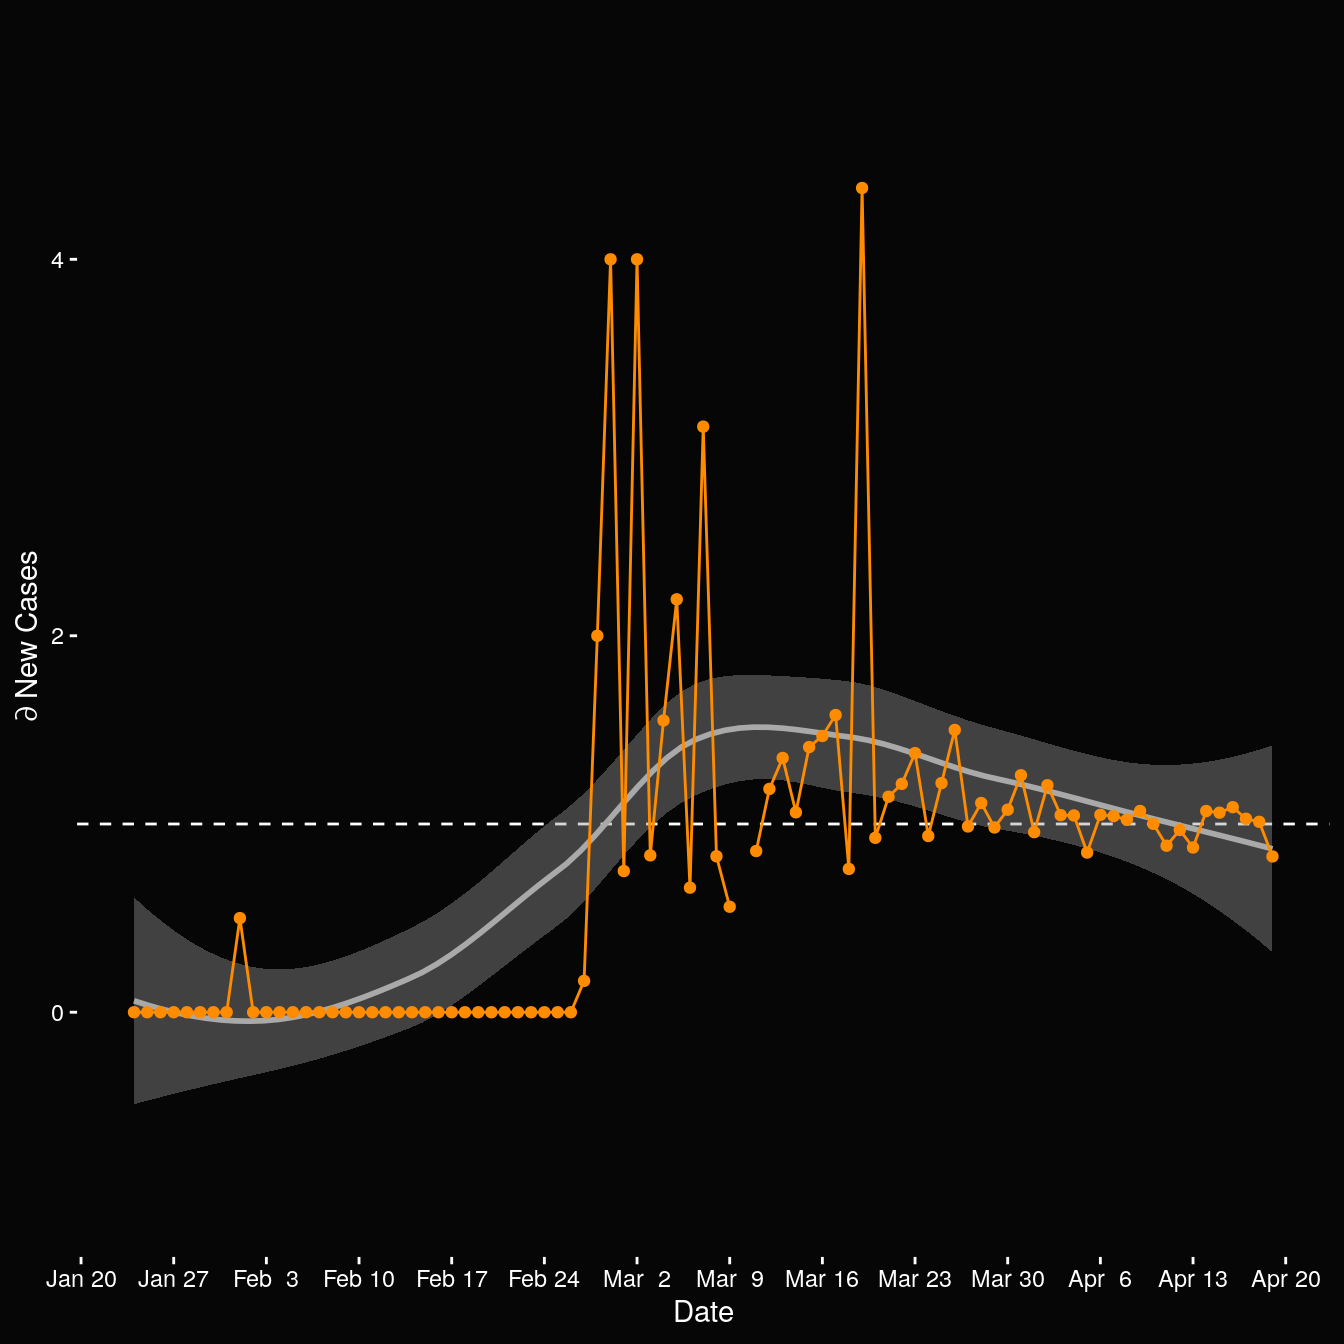 4
2
0
∂ New Cases
Jan 20 Jan 27 Feb  3 Feb 10 Feb 17 Feb 24 Mar  2 Mar  9 Mar 16 Mar 23 Mar 30 Apr  6 Apr 13 Apr 20
Date